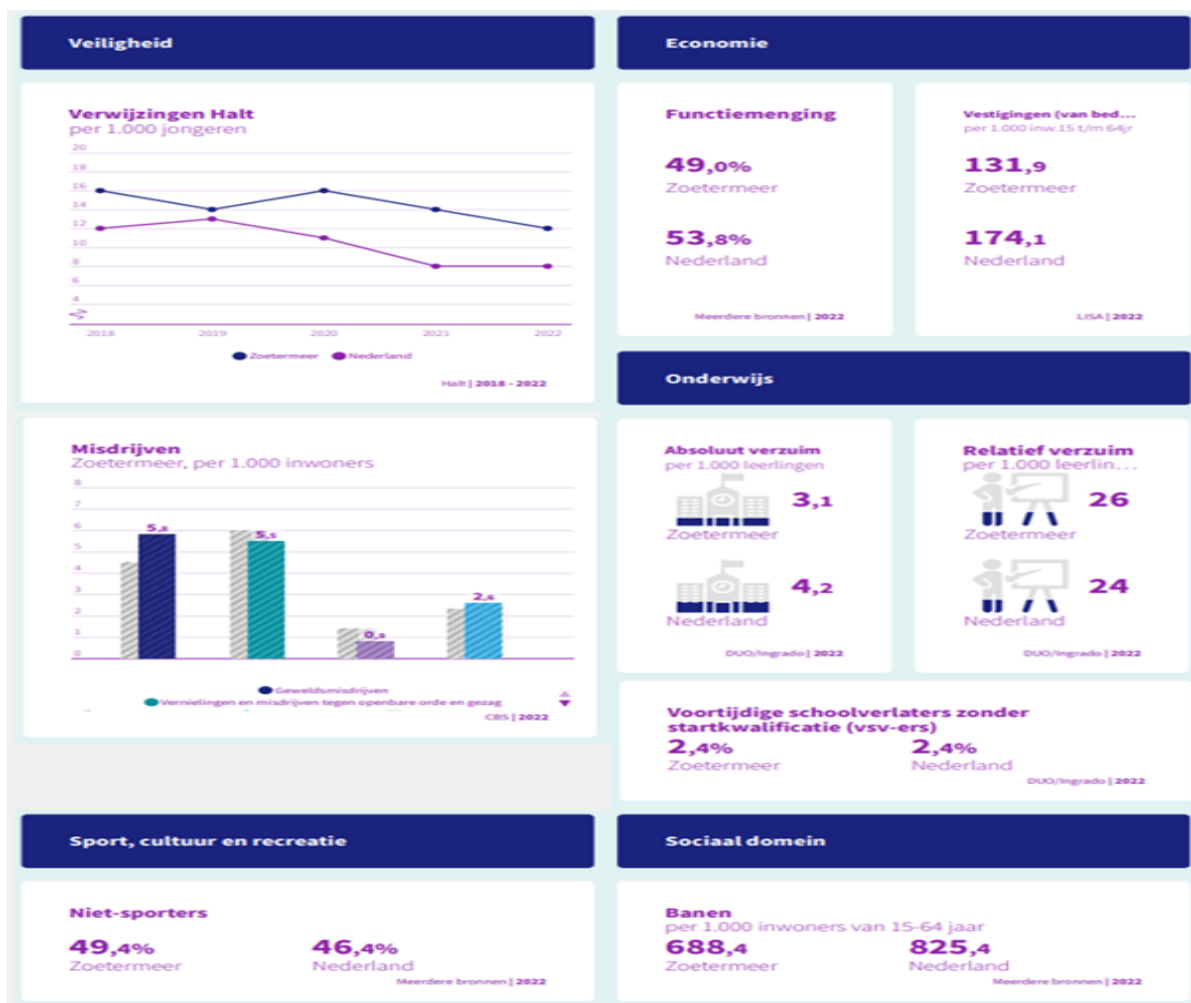 Veiligheid
Verwijzingen Halt
per 1.000 jongeren
20
18
16
14
12
10
8
6
4
2018 2019 2020 2021 2022
Zoetermeer Nederland
Halt | 2018 - 2022
Misdrijven
Zoetermeer, per 1.000 inwoners
8
7
6
5
4
3
2
1
0
5,8
5,5
0,8
2,6
Geweldsmisdrijven
Vernielingen en misdrijven tegen openbare orde en gezag
CBS | 2022
Economie
Functiemenging
49,0%
Zoetermeer
53,8%
Nederland
Meerdere bronnen | 2022
Vestigingen (van bed...
per 1.000 inw.15 t/m 64jr
131,9
Zoetermeer
174,1
Nederland
LISA | 2022
Onderwijs
Absoluut verzuim
per 1.000 leerlingen
3,1
Zoetermeer
4,2
Nederland
DUO/Ingrado | 2022
Relatief verzuim
per 1.000 leerlin...
26
Zoetermeer
24
Nederland
DUO/Ingrado | 2022
Voortijdige schoolverlaters zonder
startkwalificatie (vsv-ers)
2,4% 2,4%
Zoetermeer Nederland
DUO/Ingrado | 2022
Sport, cultuur en recreatie
Niet-sporters
49,4% 46,4%
Zoetermeer Nederland
Meerdere bronnen | 2022
Sociaal domein
Banen
per 1.000 inwoners van 15-64 jaar
688,4 825,4
Zoetermeer Nederland
Meerdere bronnen | 2022